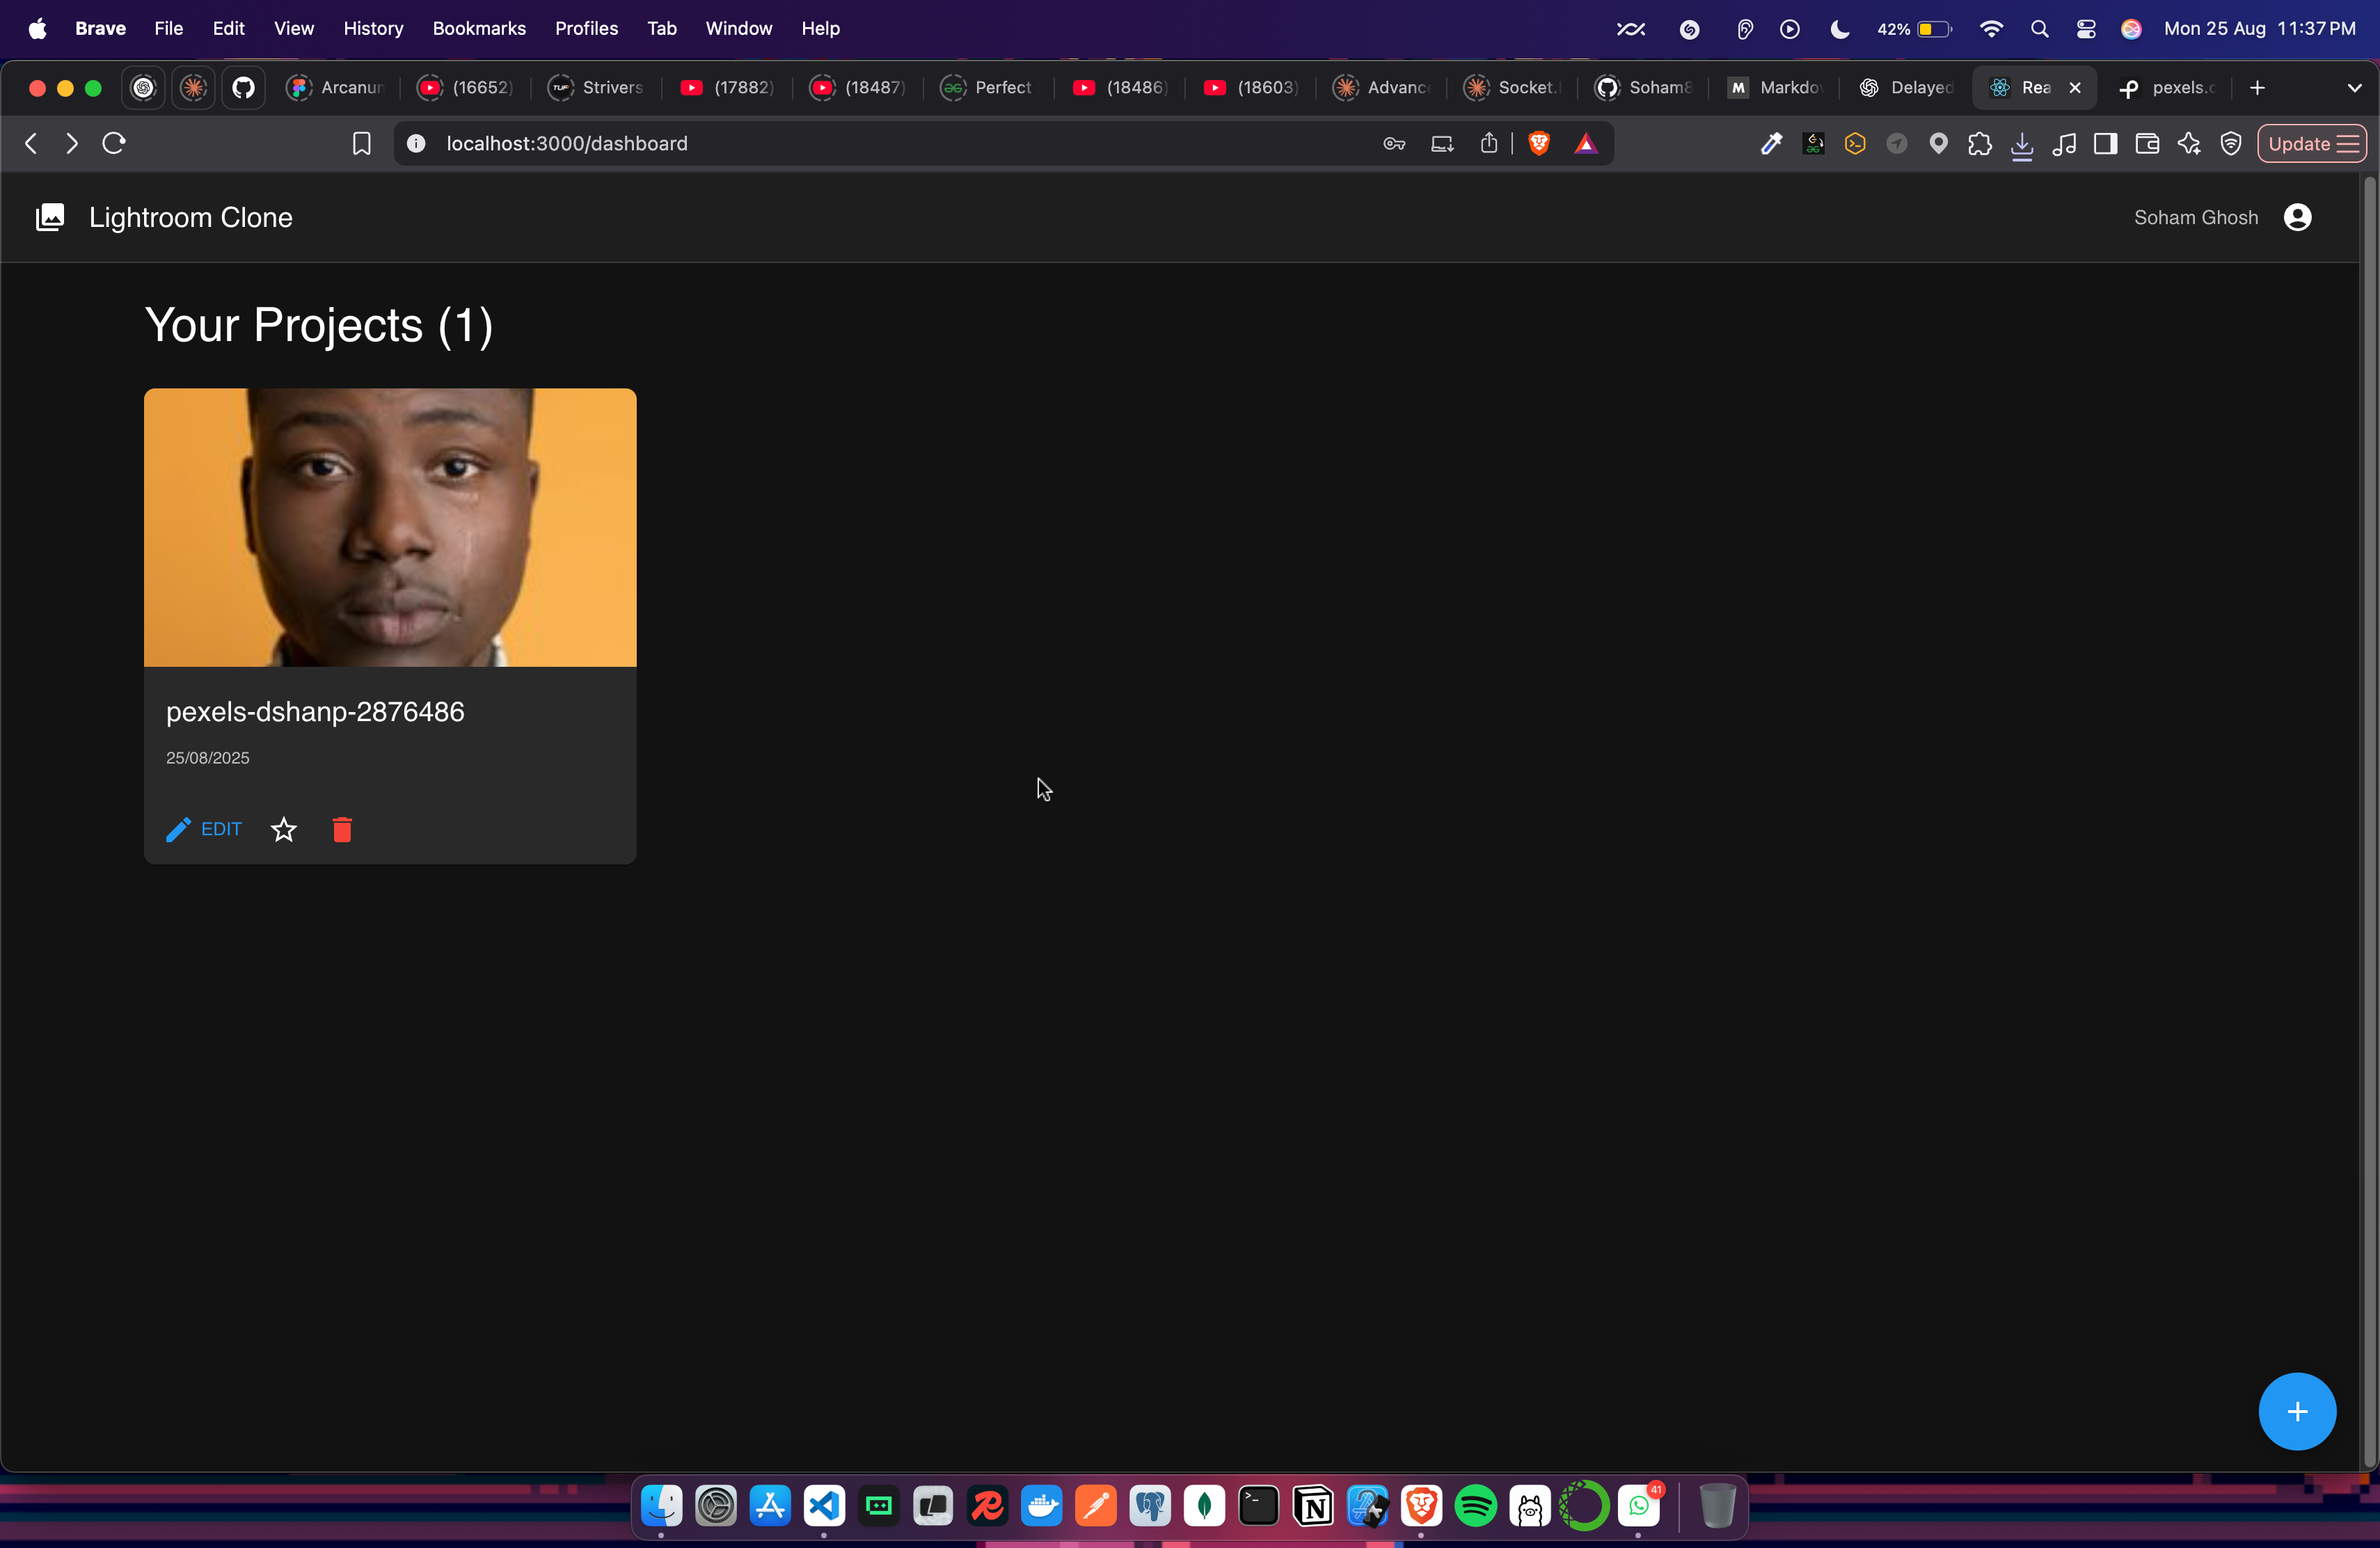 Brave File Edit View History Bookmarks Profiles Tab Window Help 42% Mon 25 Aug 11:37 PM
Arcanum (16652) TUF Strivers (17882) (18487) Perfect (18486) (18603) Advanc Socket. Soham8 M Markdo Delayed Rea pexels.c
localhost:3000/dashboard Update
Lightroom Clone Soham Ghosh
Your Projects (1)
pexels-dshanp-2876486
25/08/2025
EDIT
41